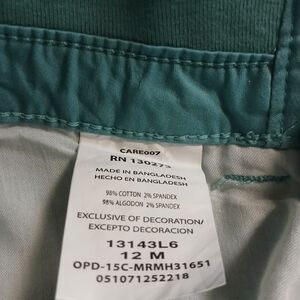 CARE007
RN 130273
MADE IN BANGLADESH
HECHO EN BANGLADESH
98% COTTON 2% SPANDEX
98% ALGODON 2% SPANDEX
EXCLUSIVE OF DECORATION/
EXCEPTO DECORACION
13143L6
12 M
OPD-15C-MRMH31651
051071252218